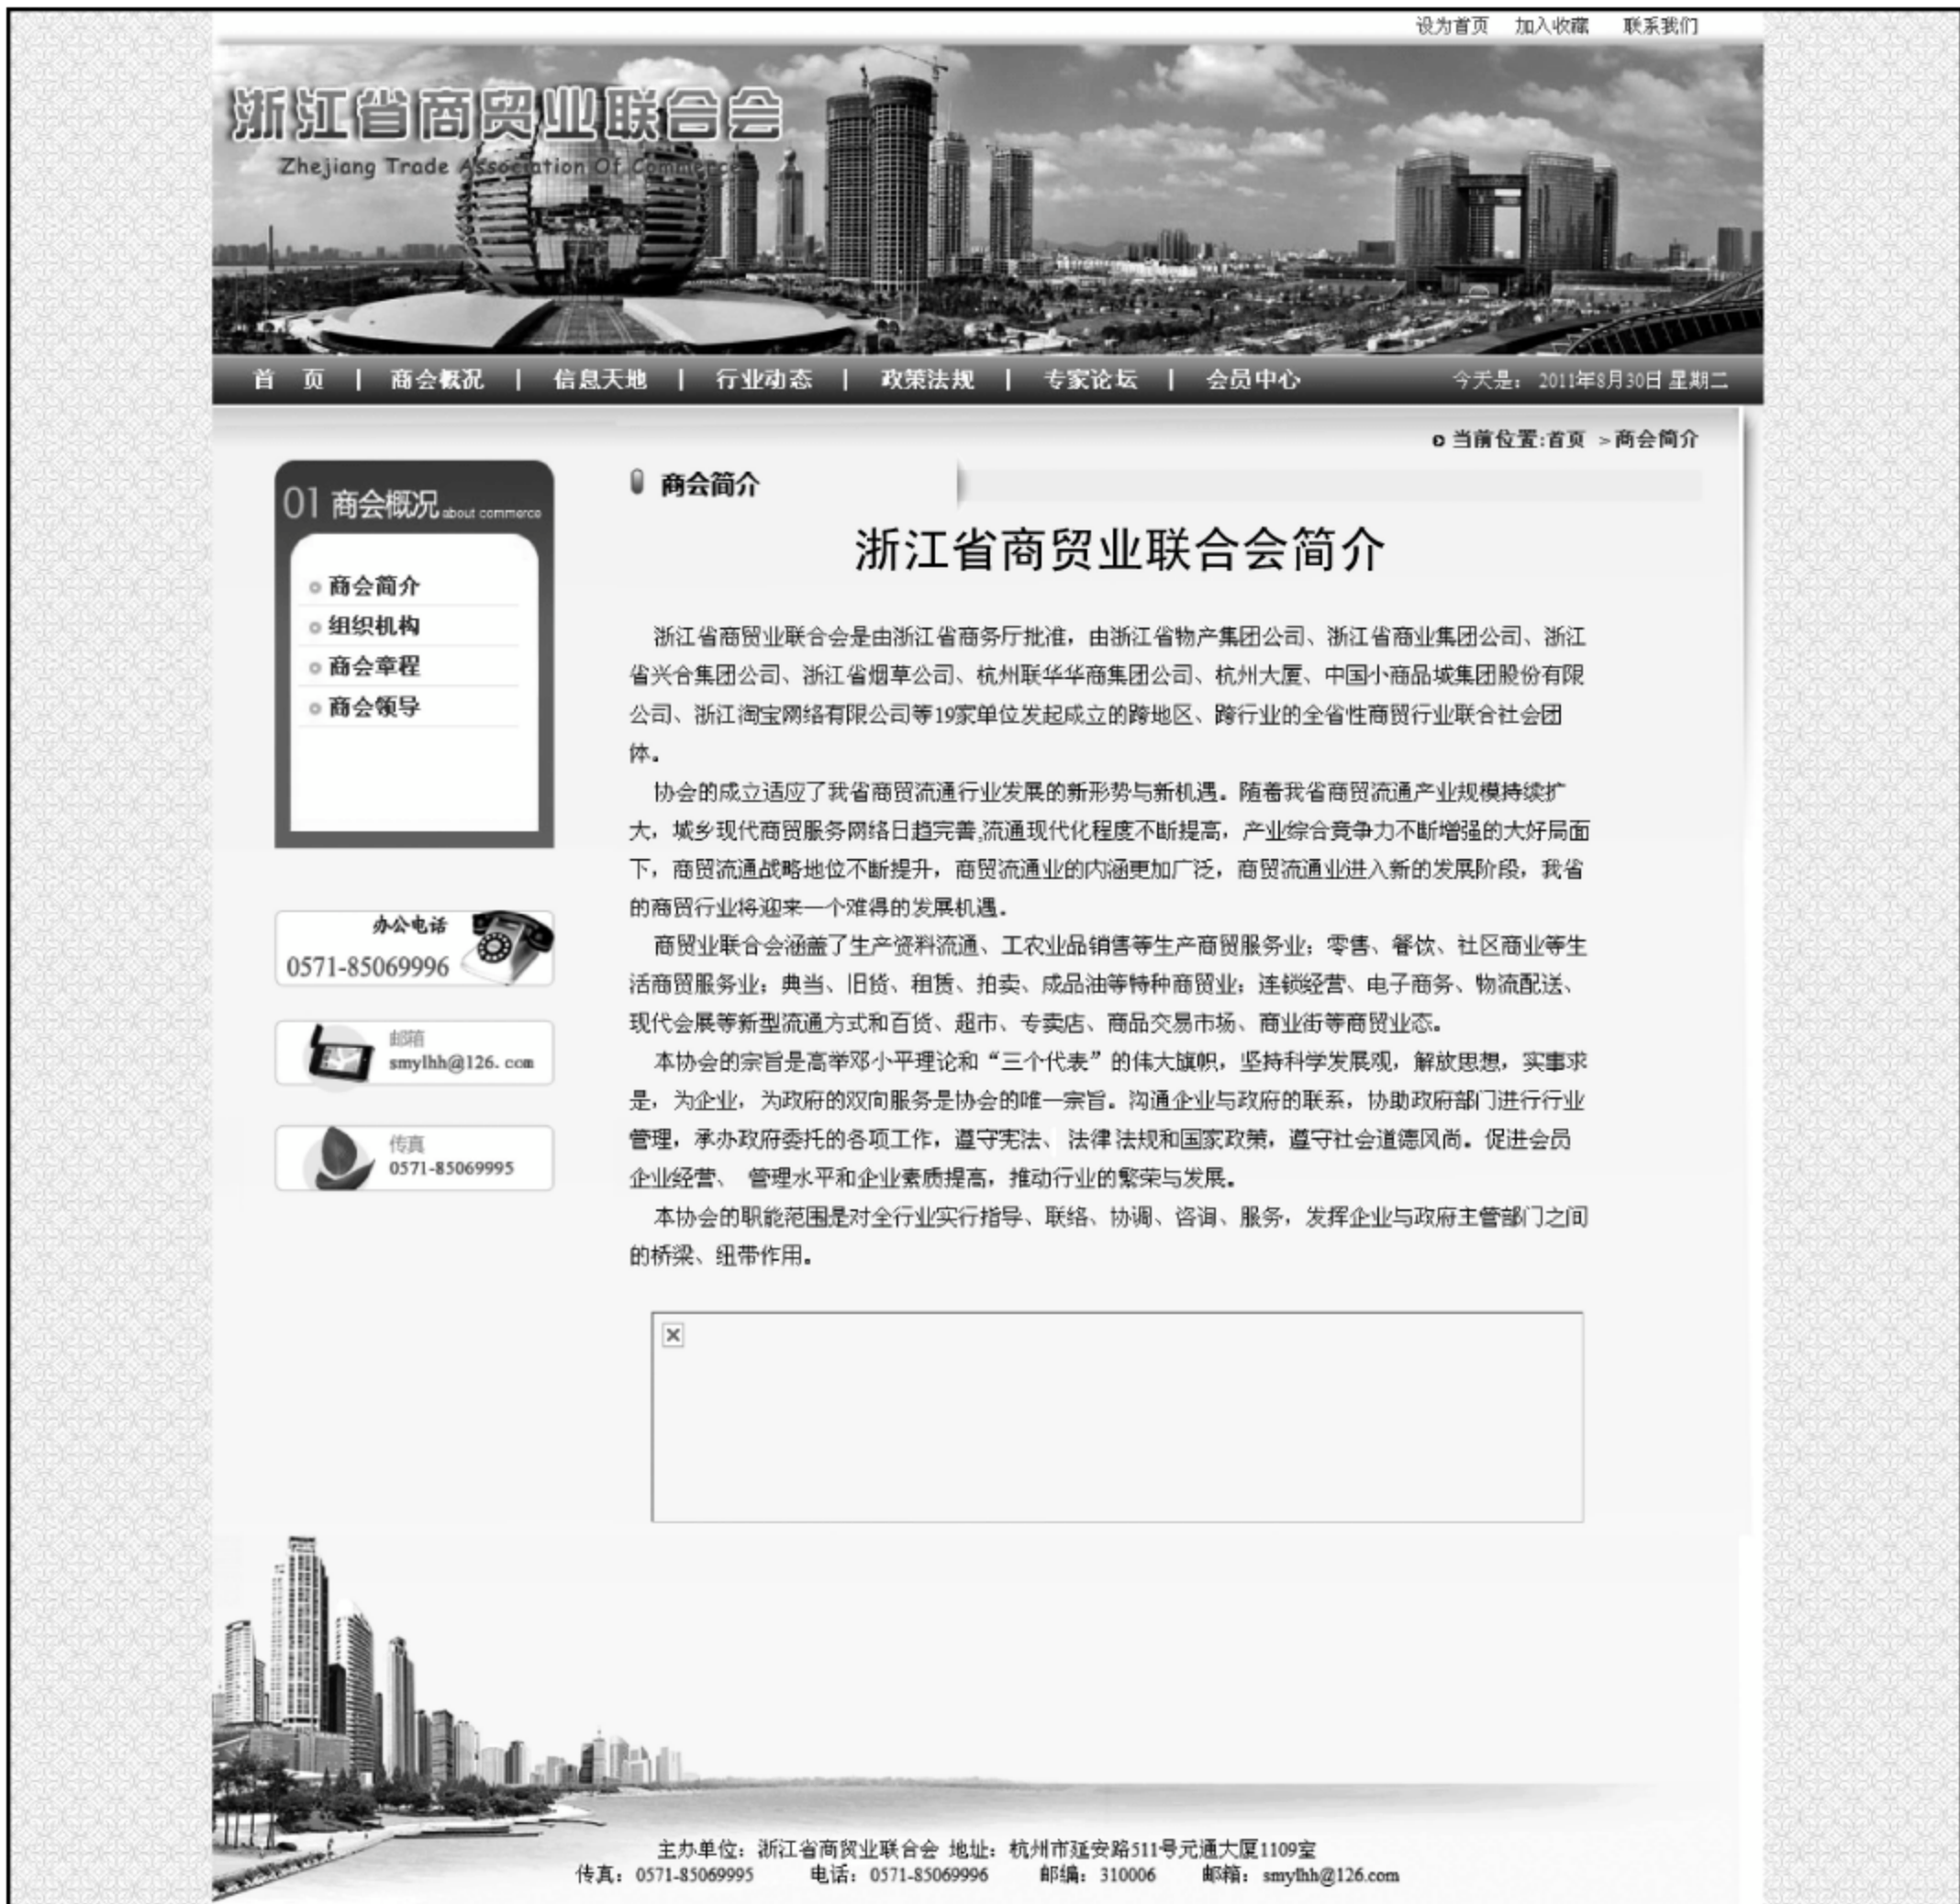 设为首页 加入收藏 联系我们
浙江省商贸业联合会
Zhejiang Trade Association Of Commerce
首 页 | 商会概况 | 信息天地 | 行业动态 | 政策法规 | 专家论坛 | 会员中心 今天是： 2011年8月30日 星期二
当前位置:首页 >商会简介
01 商会概况 about commerce
商会简介
组织机构
商会章程
商会领导
办公电话
0571-85069996
邮箱
smylhh@126.com
传真
0571-85069995
商会简介
浙江省商贸业联合会简介
浙江省商贸业联合会是由浙江省商务厅批准，由浙江省物产集团公司、浙江省商业集团公司、浙江
省兴合集团公司、浙江省烟草公司、杭州联华华商集团公司、杭州大厦、中国小商品城集团股份有限
公司、浙江淘宝网络有限公司等19家单位发起成立的跨地区、跨行业的全省性商贸行业联合社会团
体。
协会的成立适应了我省商贸流通行业发展的新形势与新机遇。随着我省商贸流通产业规模持续扩
大，城乡现代商贸服务网络日趋完善,流通现代化程度不断提高，产业综合竞争力不断增强的大好局面
下，商贸流通战略地位不断提升，商贸流通业的内涵更加广泛，商贸流通业进入新的发展阶段，我省
的商贸行业将迎来一个难得的发展机遇。
商贸业联合会涵盖了生产资料流通、工农业品销售等生产商贸服务业；零售、餐饮、社区商业等生
活商贸服务业；典当、旧货、租赁、拍卖、成品油等特种商贸业；连锁经营、电子商务、物流配送、
现代会展等新型流通方式和百货、超市、专卖店、商品交易市场、商业街等商贸业态。
本协会的宗旨是高举邓小平理论和“三个代表”的伟大旗帜，坚持科学发展观，解放思想，实事求
是，为企业，为政府的双向服务是协会的唯一宗旨。沟通企业与政府的联系，协助政府部门进行行业
管理，承办政府委托的各项工作，遵守宪法、 法律法规和国家政策，遵守社会道德风尚。促进会员
企业经营、 管理水平和企业素质提高，推动行业的繁荣与发展。
本协会的职能范围是对全行业实行指导、联络、协调、咨询、服务，发挥企业与政府主管部门之间
的桥梁、纽带作用。
主办单位：浙江省商贸业联合会 地址：杭州市延安路511号元通大厦1109室
传真：0571-85069995 电话：0571-85069996 邮编：310006 邮箱：smylhh@126.com